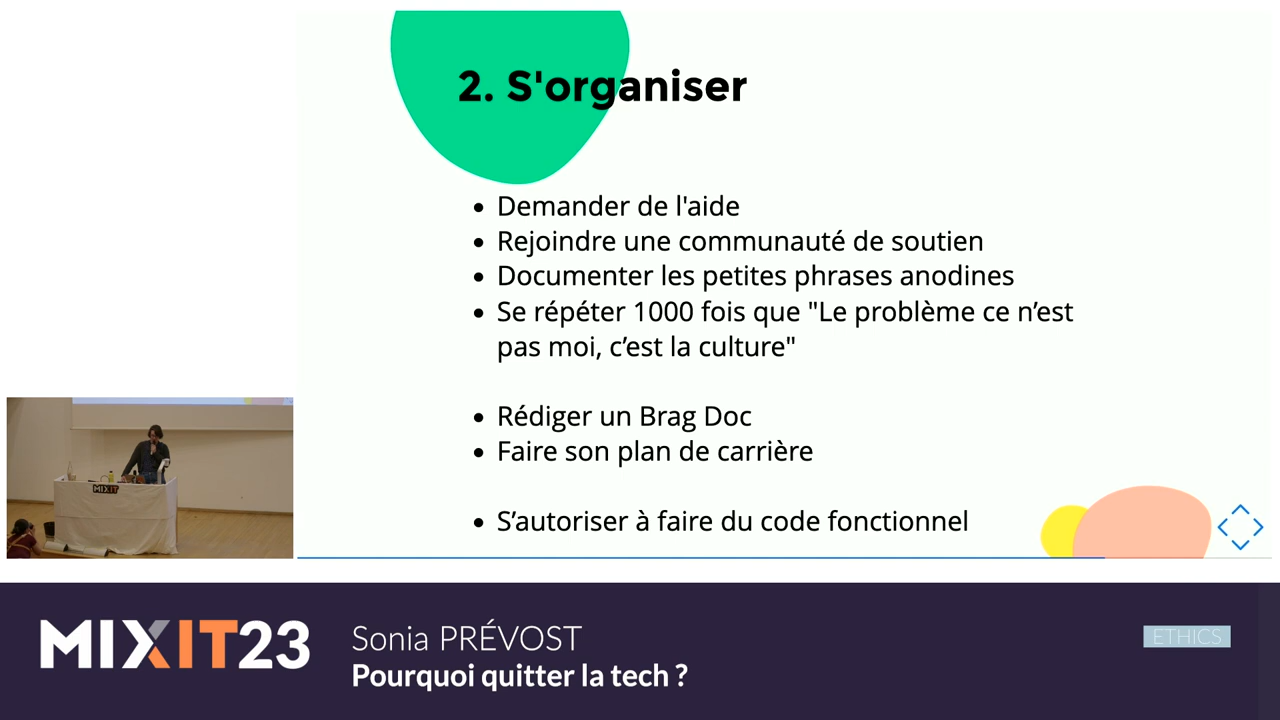 2. S'organiser
Demander de l'aide
Rejoindre une communauté de soutien
Documenter les petites phrases anodines
Se répéter 1000 fois que "Le problème ce n’est
pas moi, c’est la culture"
Rédiger un Brag Doc
Faire son plan de carrière
S’autoriser à faire du code fonctionnel
MIXIT
MIXIT23
Sonia PRÉVOST
Pourquoi quitter la tech ?
ETHICS